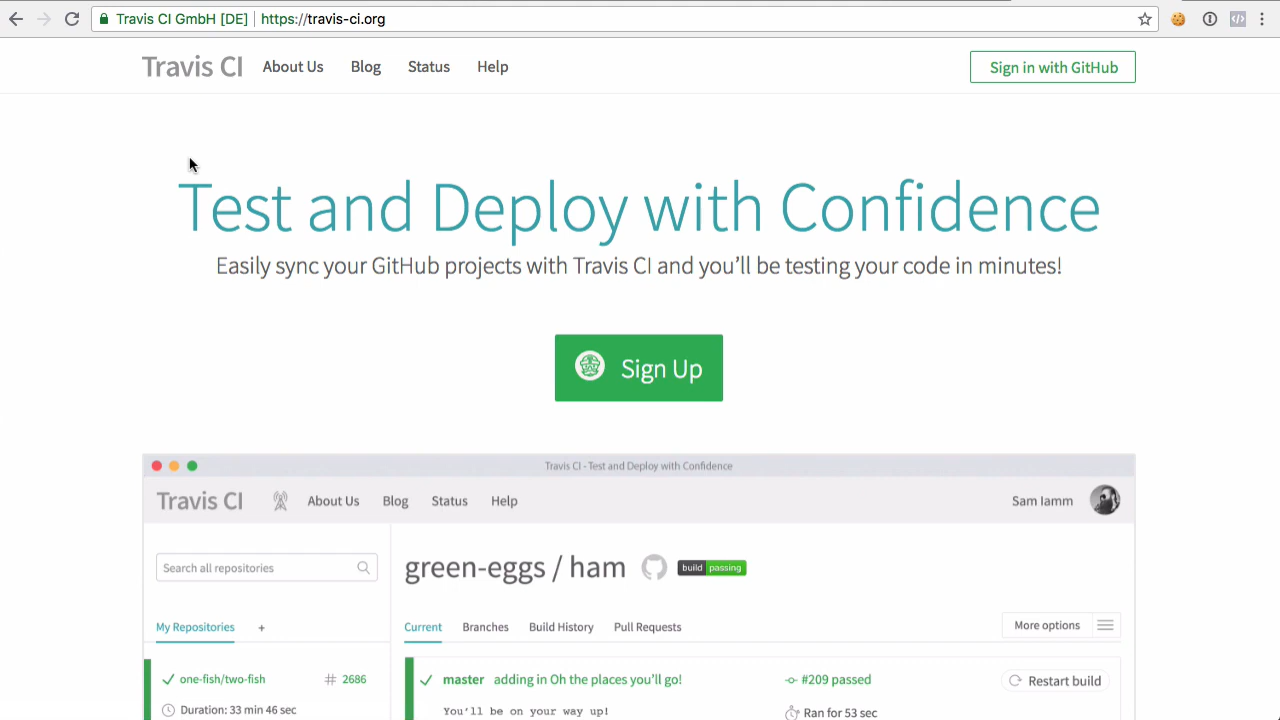 Travis CI GmbH [DE] https://travis-ci.org
Travis CI About Us Blog Status Help Sign in with GitHub
Test and Deploy with Confidence
Easily sync your GitHub projects with Travis CI and you’ll be testing your code in minutes!
Sign Up
Travis CI - Test and Deploy with Confidence
Travis CI About Us Blog Status Help Sam Iamm
Search all repositories green-eggs / ham build passing
My Repositories + Current Branches Build History Pull Requests More options
one-fish/two-fish # 2686 master adding in Oh the places you’ll go! #209 passed Restart build
Duration: 33 min 46 sec You’ll be on your way up! Ran for 53 sec